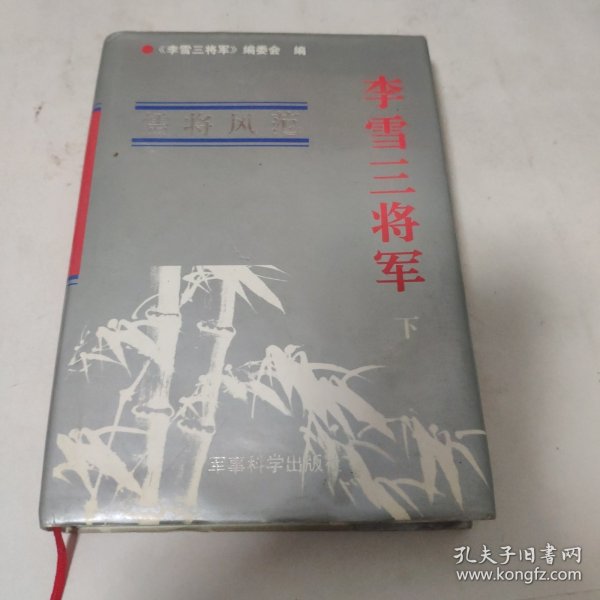 ●《李雪三将军》编委会 编
儒将风范
李雪三将军
下
军事科学出版社
孔夫子旧书网
www.kongfz.com